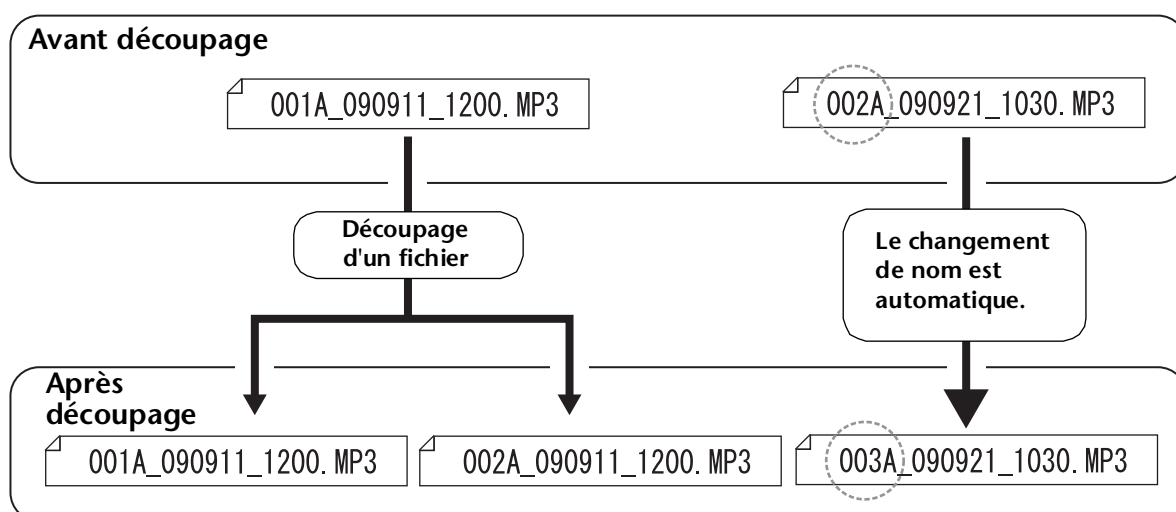 Avant découpage
001A_090911_1200.MP3
002A_090921_1030.MP3
Découpage
d'un fichier
Le changement
de nom est
automatique.
Après
découpage
001A_090911_1200.MP3
002A_090911_1200.MP3
003A_090921_1030.MP3